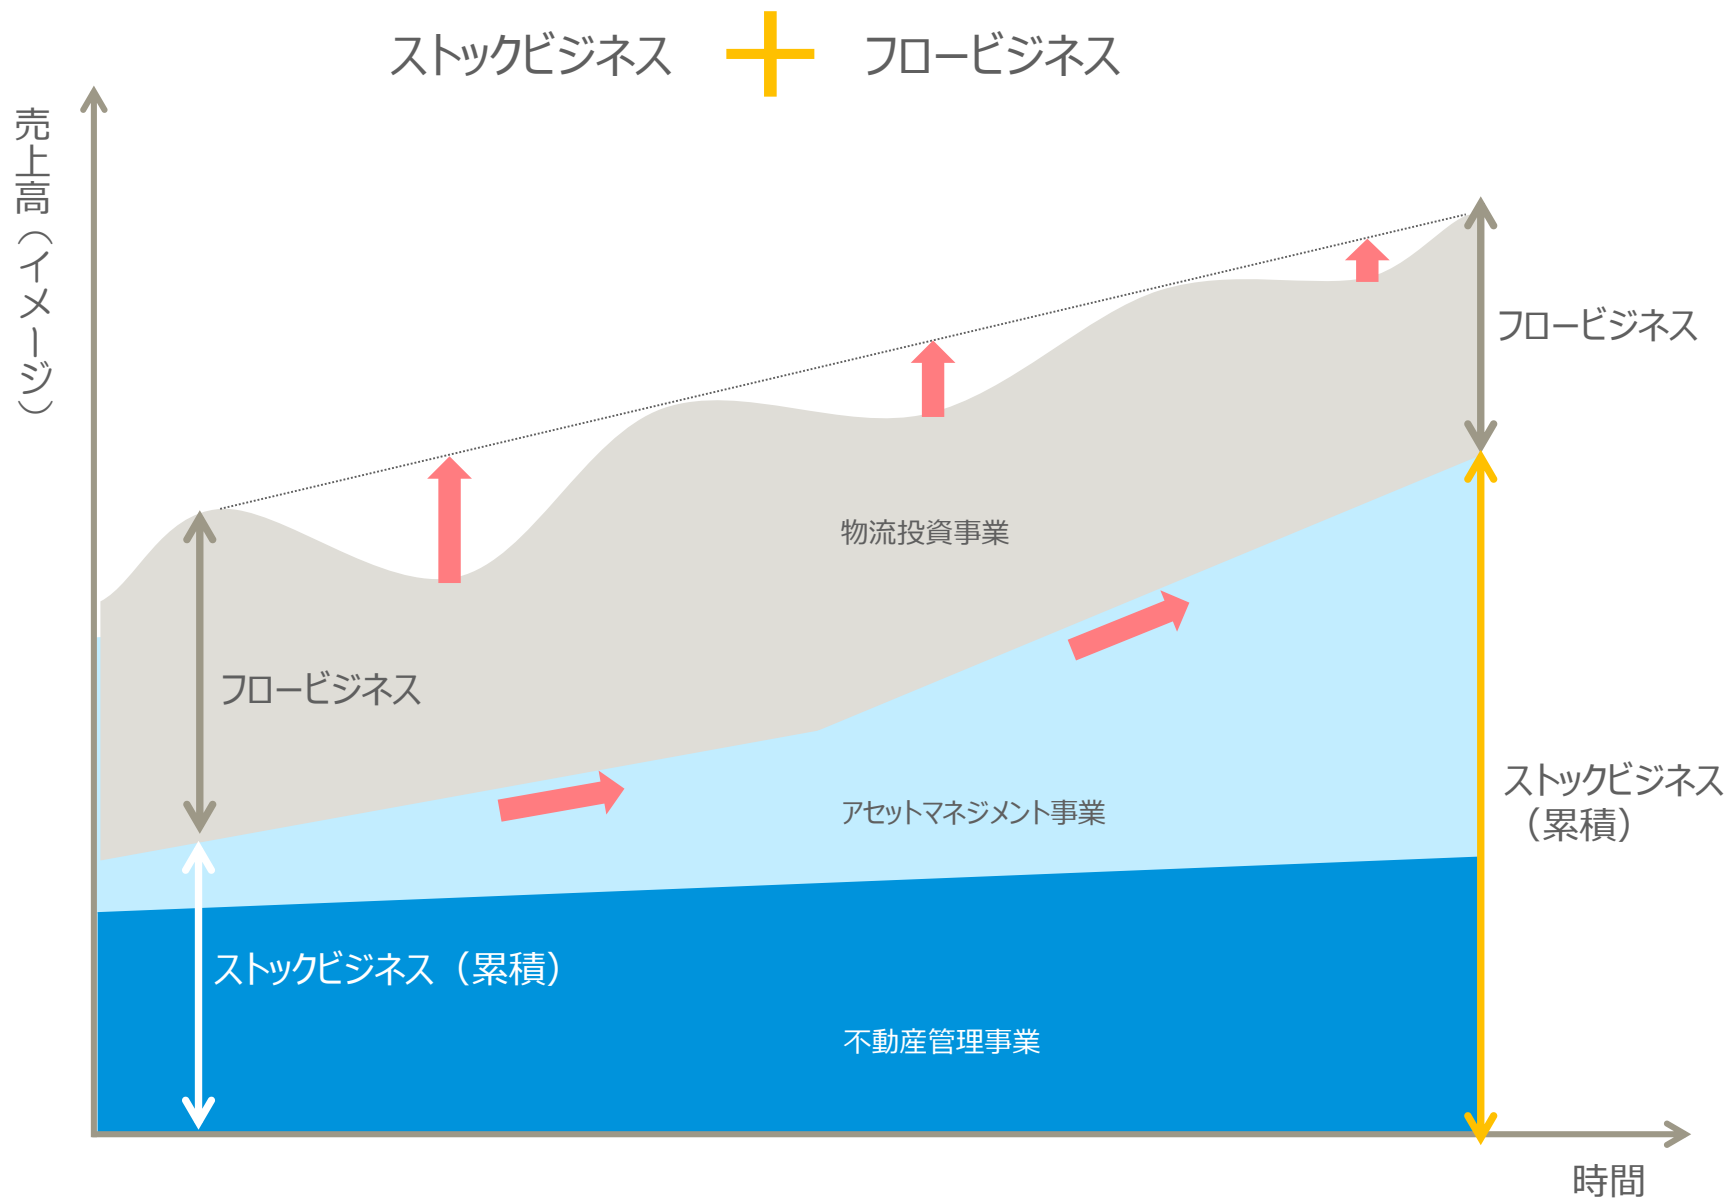 ストックビジネス
フロービジネス
売上高（イメージ）
フロービジネス
物流投資事業
フロービジネス
アセットマネジメント事業
ストックビジネス
（累積）
ストックビジネス（累積）
不動産管理事業
時間